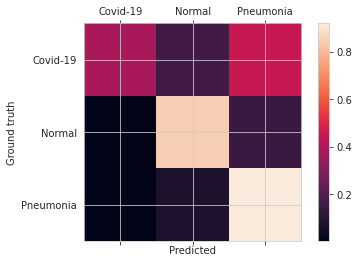 Covid-19 Normal Pneumonia
Covid-19
Normal
Pneumonia
Ground truth
Predicted
0.8
0.6
0.4
0.2